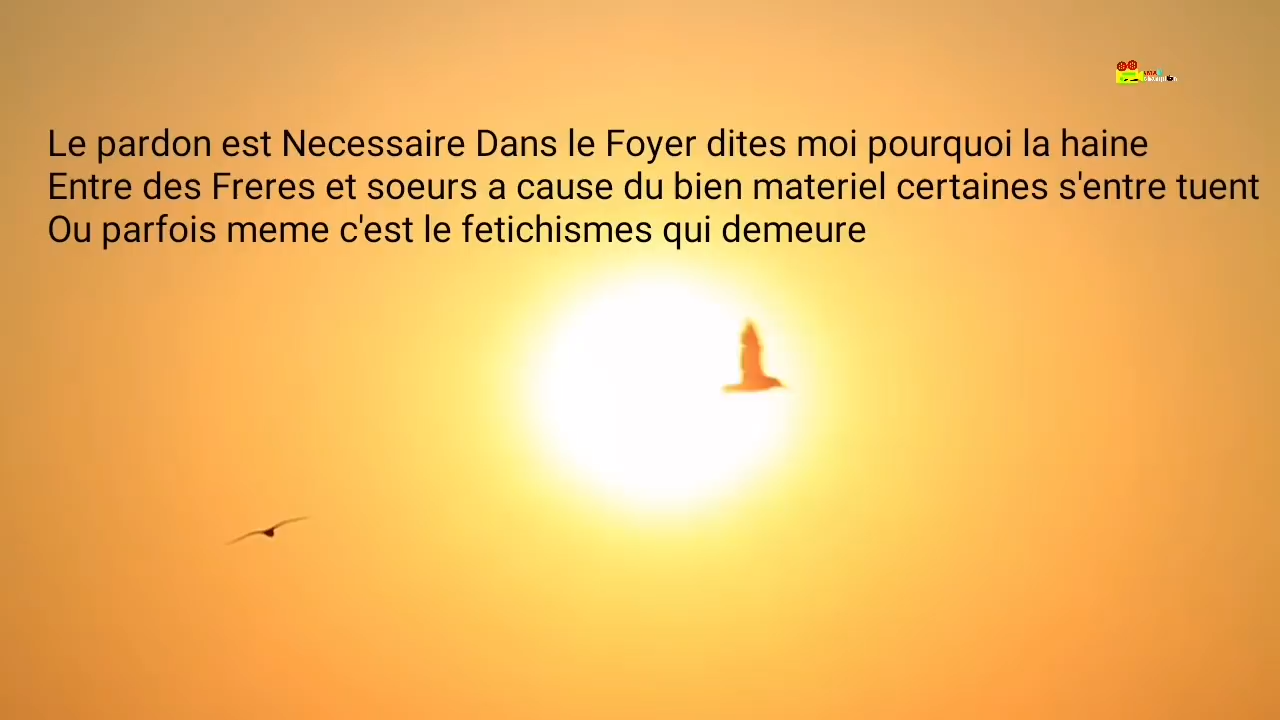 Le pardon est Necessaire Dans le Foyer dites moi pourquoi la haine
Entre des Freres et soeurs a cause du bien materiel certaines s'entre tuent
Ou parfois meme c'est le fetichismes qui demeure